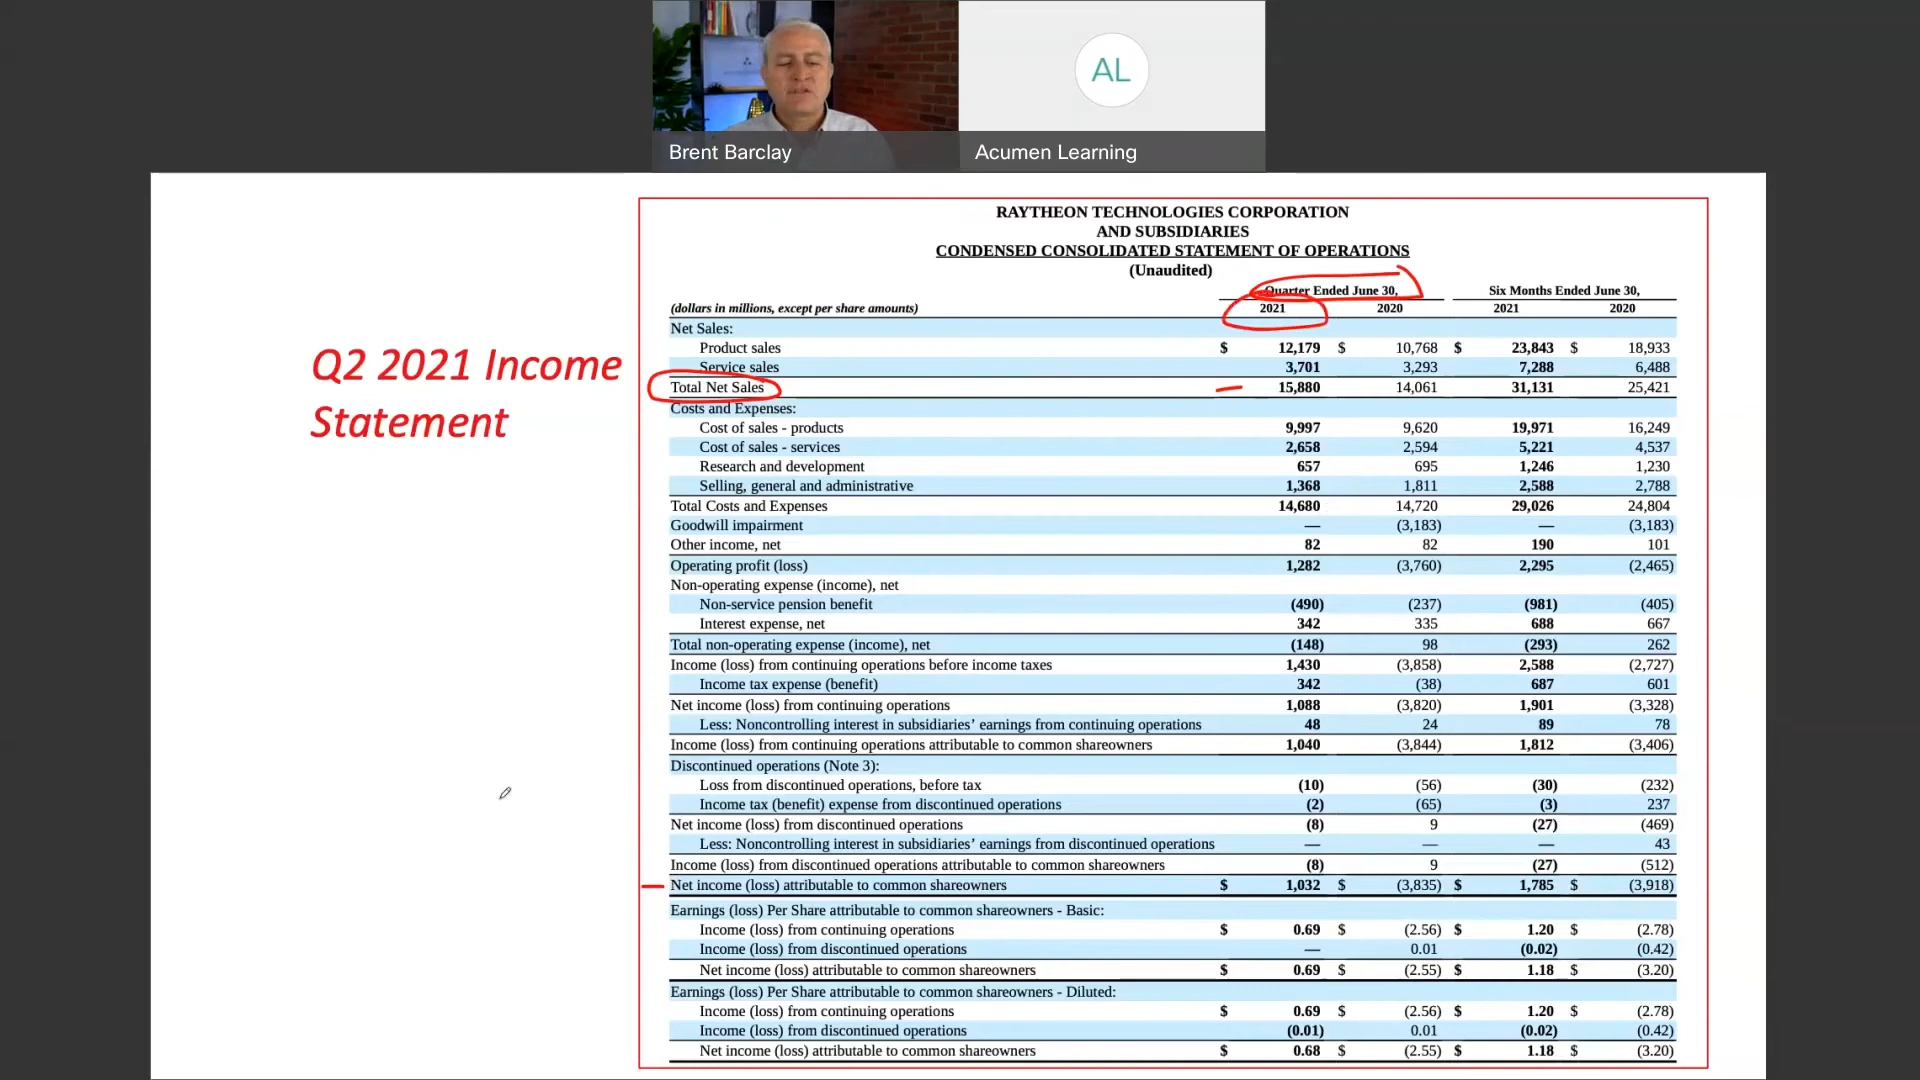 AL
Brent Barclay
Acumen Learning
Q2 2021 Income
Statement
RAYTHEON TECHNOLOGIES CORPORATION
AND SUBSIDIARIES
CONDENSED CONSOLIDATED STATEMENT OF OPERATIONS
(Unaudited)
Quarter Ended June 30, Six Months Ended June 30,
(dollars in millions, except per share amounts) 2021 2020 2021 2020
Net Sales:
Product sales $ 12,179 $ 10,768 $ 23,843 $ 18,933
Service sales 3,701 3,293 7,288 6,488
Total Net Sales 15,880 14,061 31,131 25,421
Costs and Expenses:
Cost of sales - products 9,997 9,620 19,971 16,249
Cost of sales - services 2,658 2,594 5,221 4,537
Research and development 657 695 1,246 1,230
Selling, general and administrative 1,368 1,811 2,588 2,788
Total Costs and Expenses 14,680 14,720 29,026 24,804
Goodwill impairment — (3,183) — (3,183)
Other income, net 82 82 190 101
Operating profit (loss) 1,282 (3,760) 2,295 (2,465)
Non-operating expense (income), net
Non-service pension benefit (490) (237) (981) (405)
Interest expense, net 342 335 688 667
Total non-operating expense (income), net (148) 98 (293) 262
Income (loss) from continuing operations before income taxes 1,430 (3,858) 2,588 (2,727)
Income tax expense (benefit) 342 (38) 687 601
Net income (loss) from continuing operations 1,088 (3,820) 1,901 (3,328)
Less: Noncontrolling interest in subsidiaries’ earnings from continuing operations 48 24 89 78
Income (loss) from continuing operations attributable to common shareowners 1,040 (3,844) 1,812 (3,406)
Discontinued operations (Note 3):
Loss from discontinued operations, before tax (10) (56) (30) (232)
Income tax (benefit) expense from discontinued operations (2) (65) (3) 237
Net income (loss) from discontinued operations (8) 9 (27) (469)
Less: Noncontrolling interest in subsidiaries’ earnings from discontinued operations — — — 43
Income (loss) from discontinued operations attributable to common shareowners (8) 9 (27) (512)
Net income (loss) attributable to common shareowners $ 1,032 $ (3,835) $ 1,785 $ (3,918)
Earnings (loss) Per Share attributable to common shareowners - Basic:
Income (loss) from continuing operations $ 0.69 $ (2.56) $ 1.20 $ (2.78)
Income (loss) from discontinued operations — 0.01 (0.02) (0.42)
Net income (loss) attributable to common shareowners $ 0.69 $ (2.55) $ 1.18 $ (3.20)
Earnings (loss) Per Share attributable to common shareowners - Diluted:
Income (loss) from continuing operations $ 0.69 $ (2.56) $ 1.20 $ (2.78)
Income (loss) from discontinued operations (0.01) 0.01 (0.02) (0.42)
Net income (loss) attributable to common shareowners $ 0.68 $ (2.55) $ 1.18 $ (3.20)